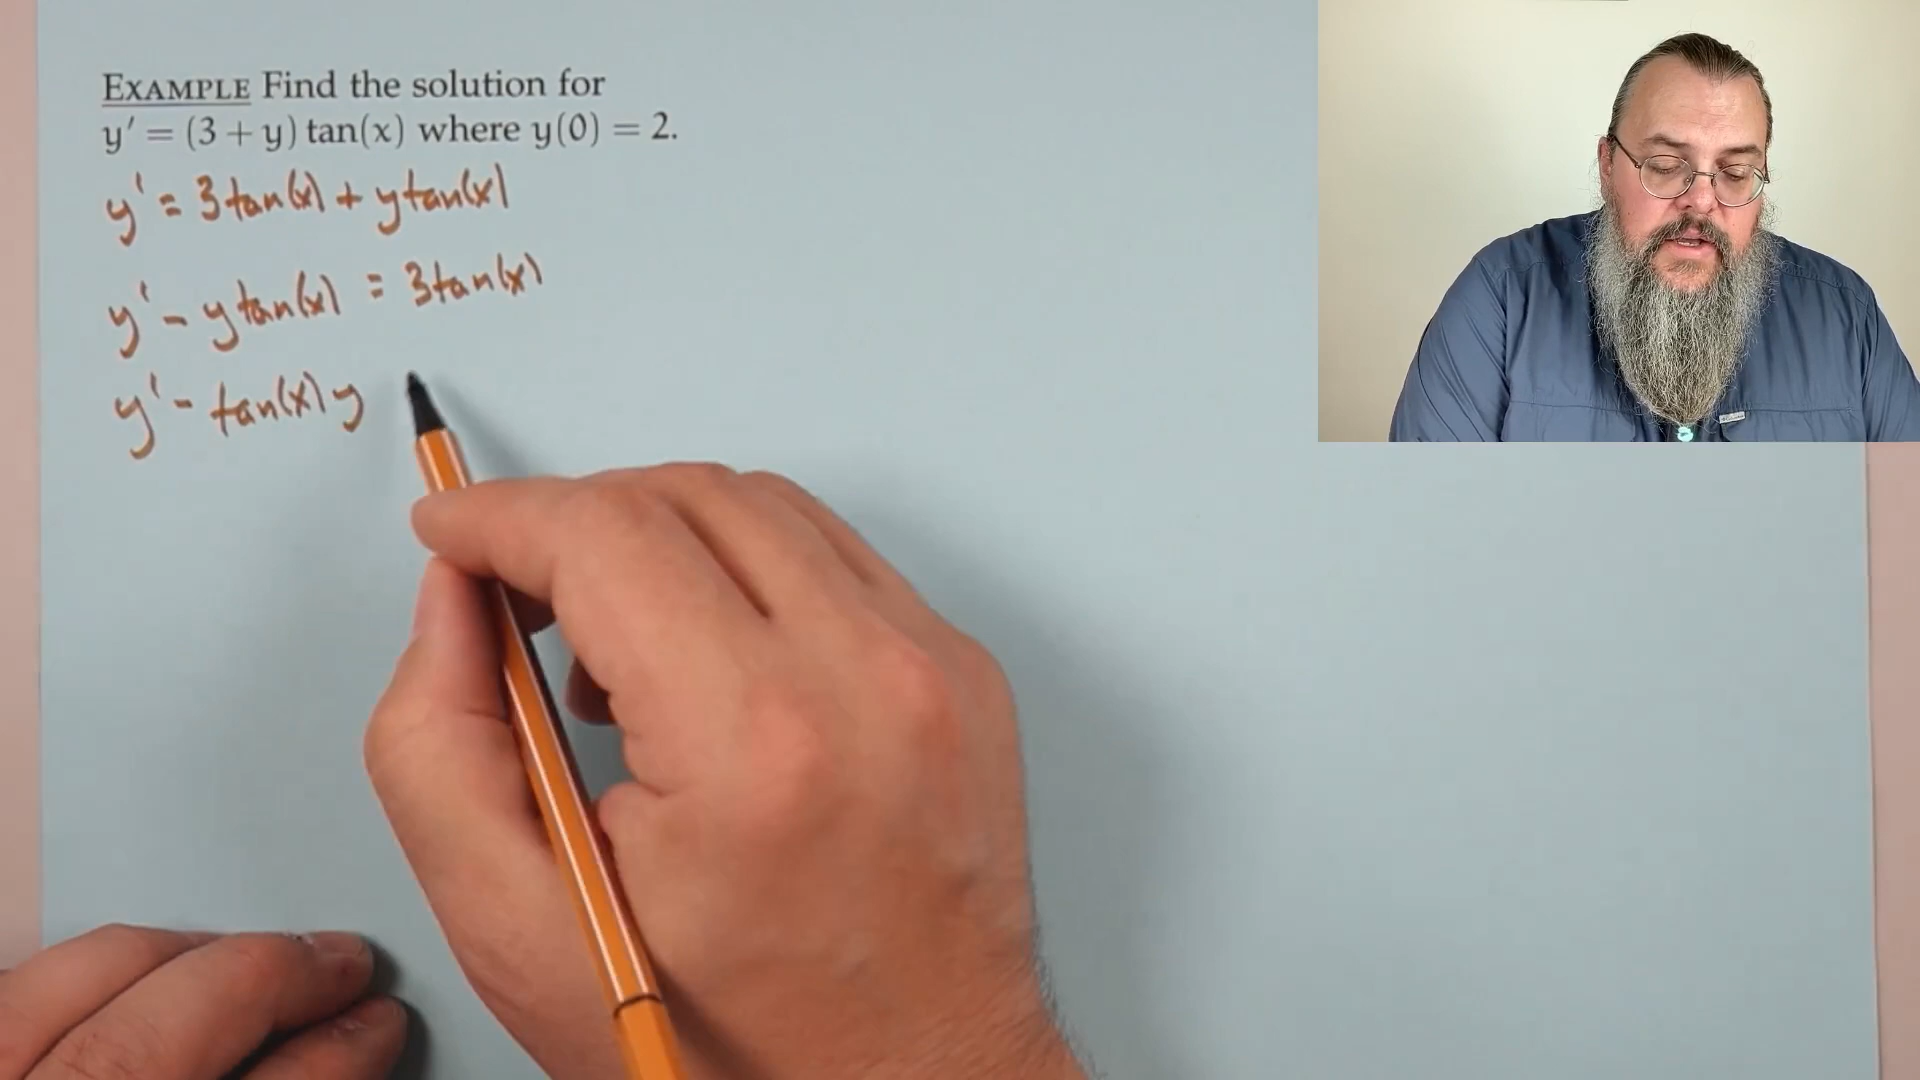 EXAMPLE Find the solution for
y′ = (3 + y) tan(x) where y(0) = 2.
y' = 3tan(x) + ytan(x)
y' - ytan(x) = 3tan(x)
y' - tan(x)y